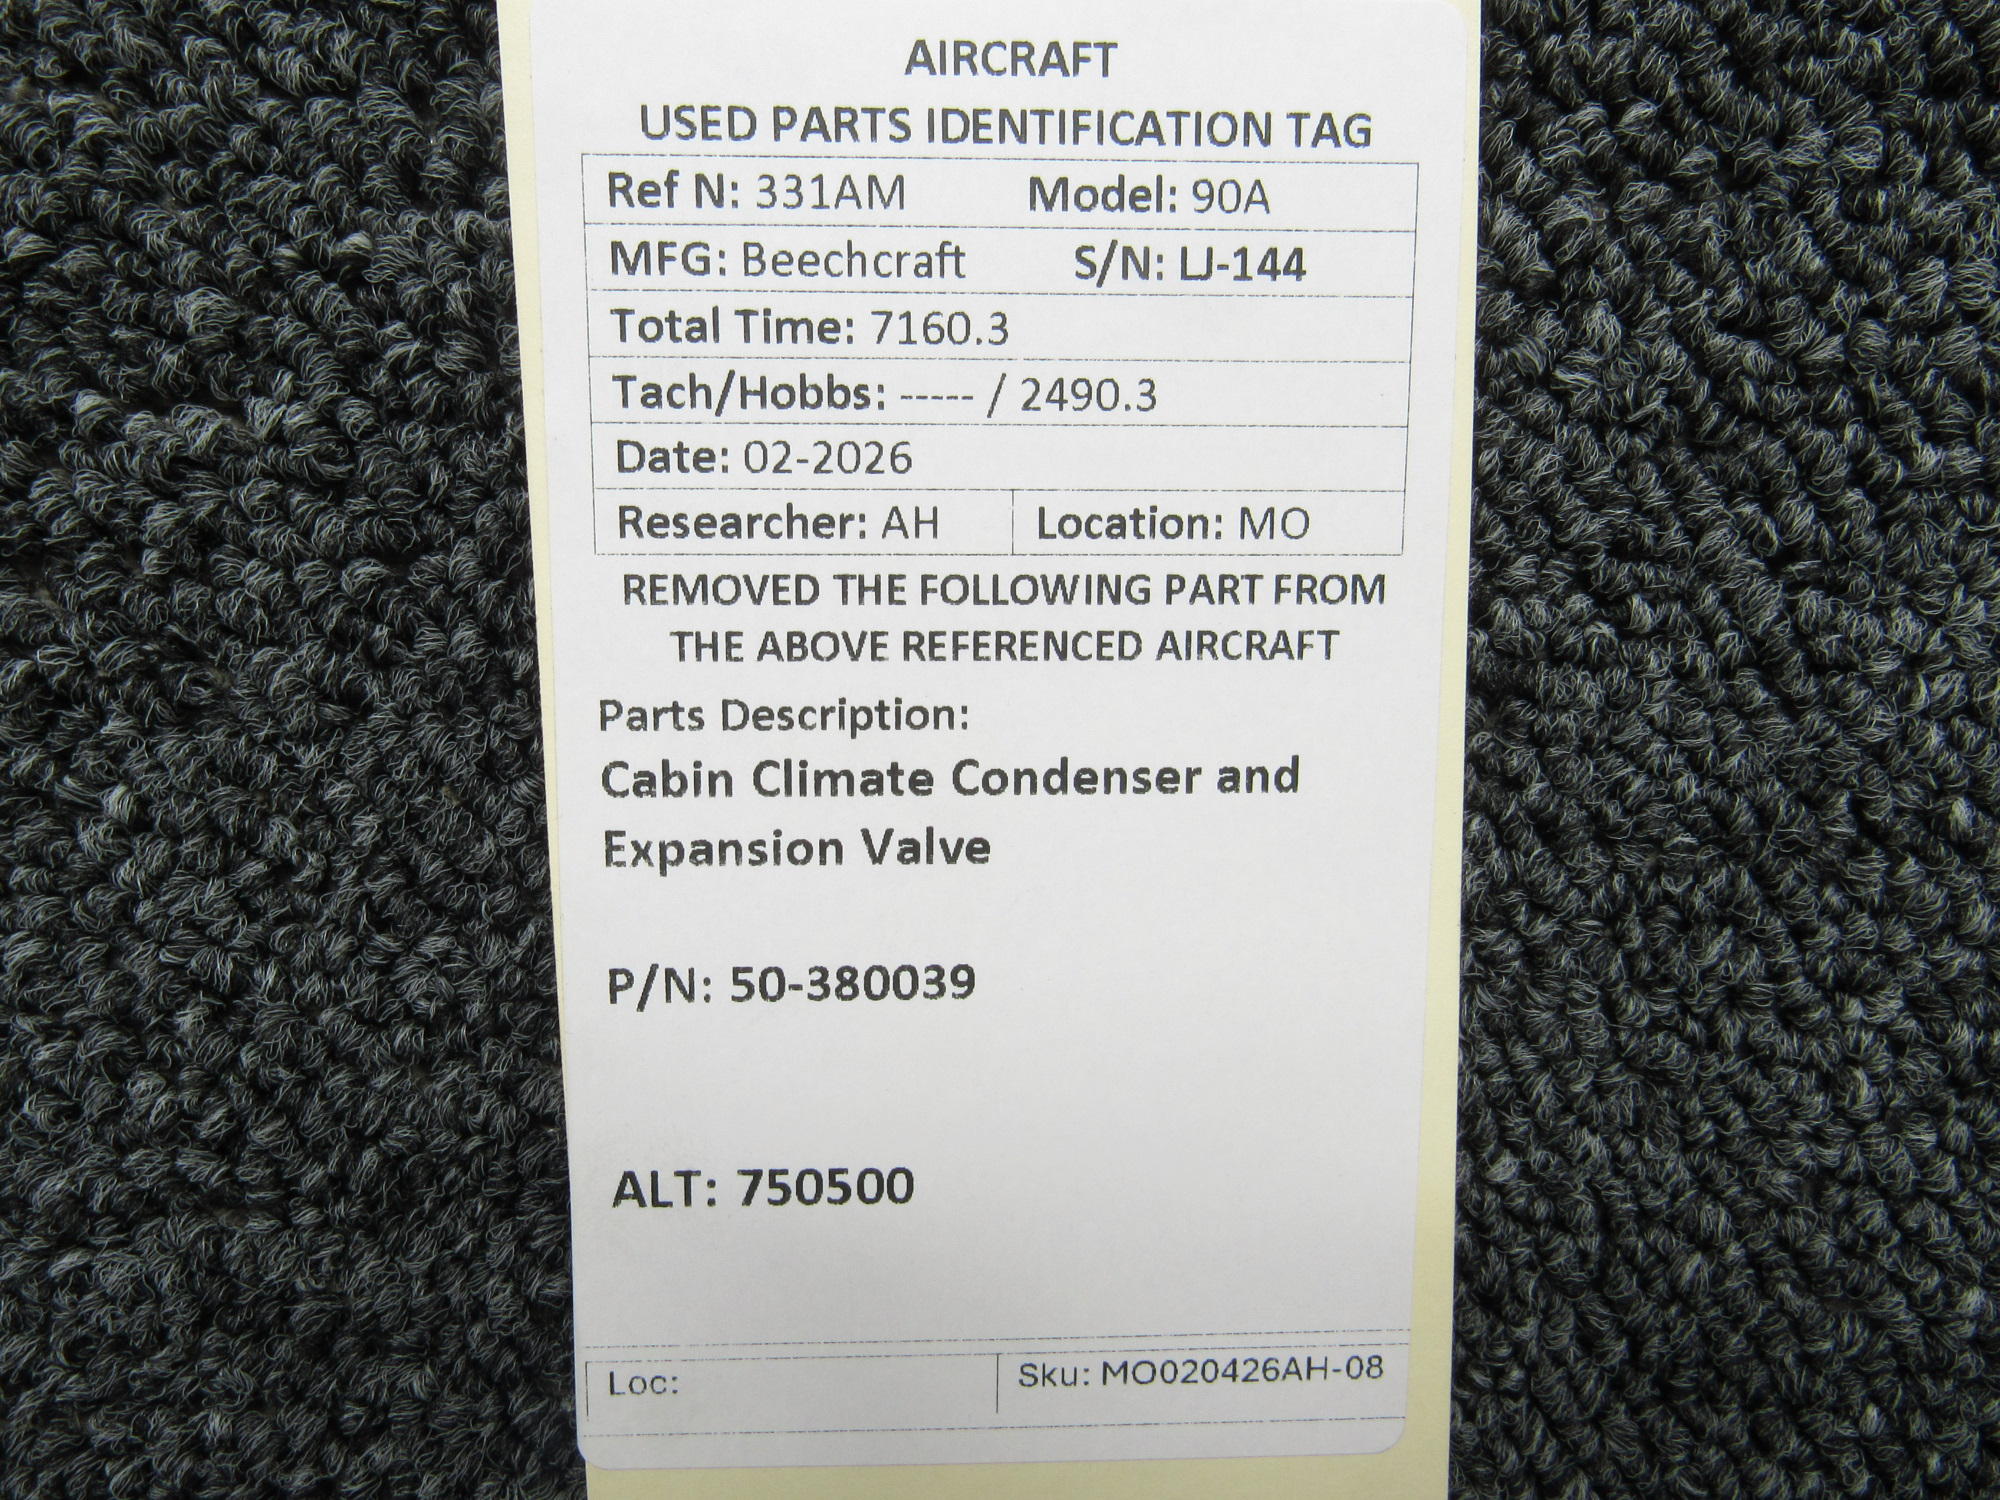 AIRCRAFT
USED PARTS IDENTIFICATION TAG
Ref N: 331AM Model: 90A
MFG: Beechcraft S/N: LJ-144
Total Time: 7160.3
Tach/Hobbs: ----- / 2490.3
Date: 02-2026
Researcher: AH Location: MO
REMOVED THE FOLLOWING PART FROM
THE ABOVE REFERENCED AIRCRAFT
Parts Description:
Cabin Climate Condenser and
Expansion Valve
P/N: 50-380039
ALT: 750500
Loc: Sku: MO020426AH-08